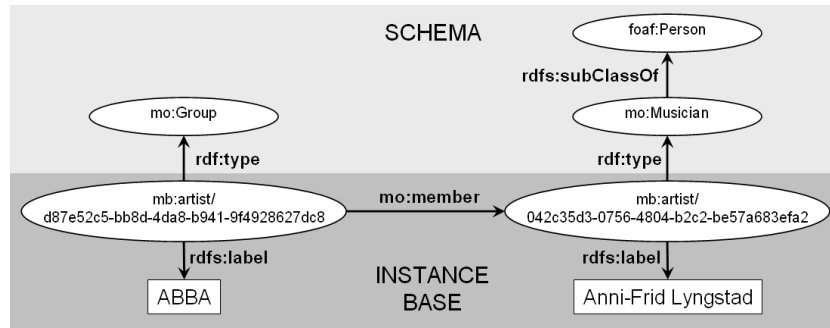 SCHEMA
foaf:Person
rdfs:subClassOf
mo:Group
mo:Musician
rdf:type
rdf:type
mb:artist/
d87e52c5-bb8d-4da8-b941-9f4928627dc8
mo:member
mb:artist/
042c35d3-0756-4804-b2c2-be57a683efa2
rdfs:label
rdfs:label
ABBA
INSTANCE
BASE
Anni-Frid Lyngstad